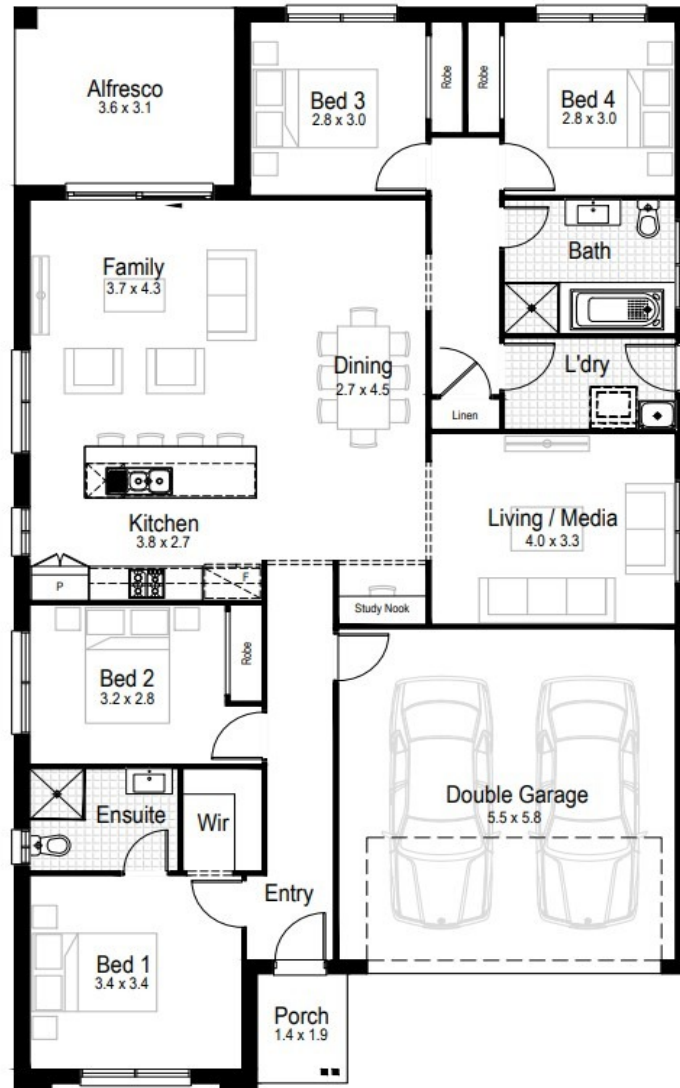 Alfresco
3.6 x 3.1
Bed 3
2.8 x 3.0
Robe
Robe
Bed 4
2.8 x 3.0
Family
3.7 x 4.3
Bath
Dining
2.7 x 4.5
L'dry
Linen
Kitchen
3.8 x 2.7
Living / Media
4.0 x 3.3
P
F
Study Nook
Bed 2
3.2 x 2.8
Robe
Ensuite
Wir
Double Garage
5.5 x 5.8
Entry
Bed 1
3.4 x 3.4
Porch
1.4 x 1.9